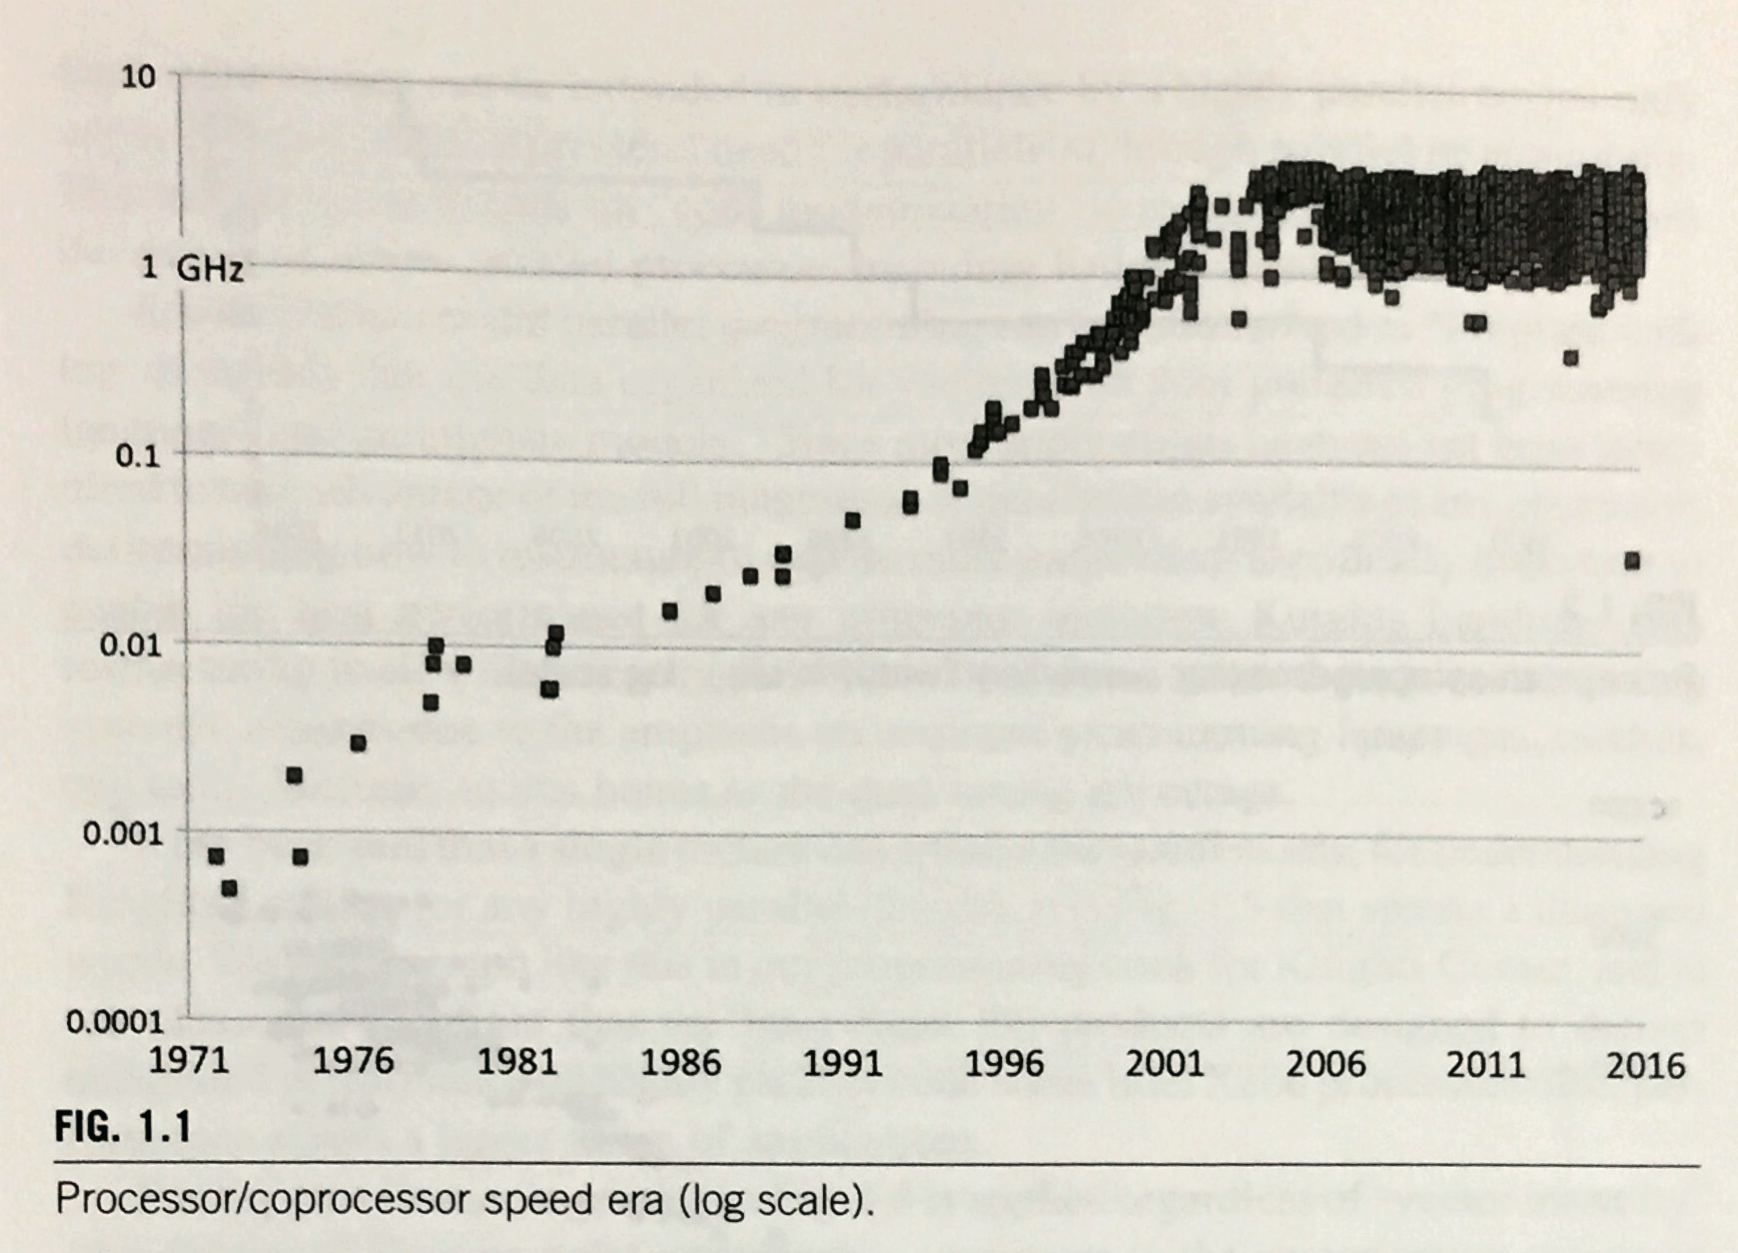 10
1 GHz
0.1
0.01
0.001
0.0001
1971 1976 1981 1986 1991 1996 2001 2006 2011 2016
FIG. 1.1
Processor/coprocessor speed era (log scale).